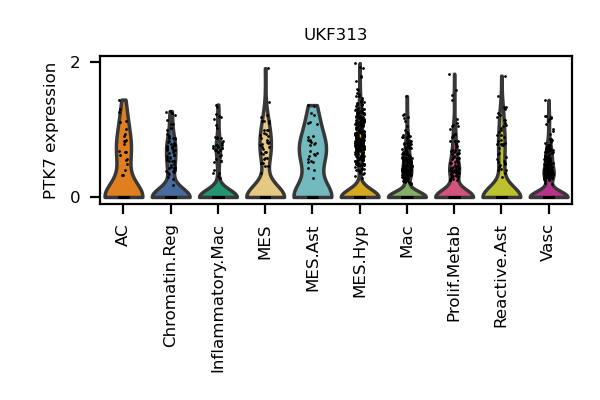 UKF313
PTK7 expression
2
0
AC
Chromatin.Reg
Inflammatory.Mac
MES
MES.Ast
MES.Hyp
Mac
Prolif.Metab
Reactive.Ast
Vasc